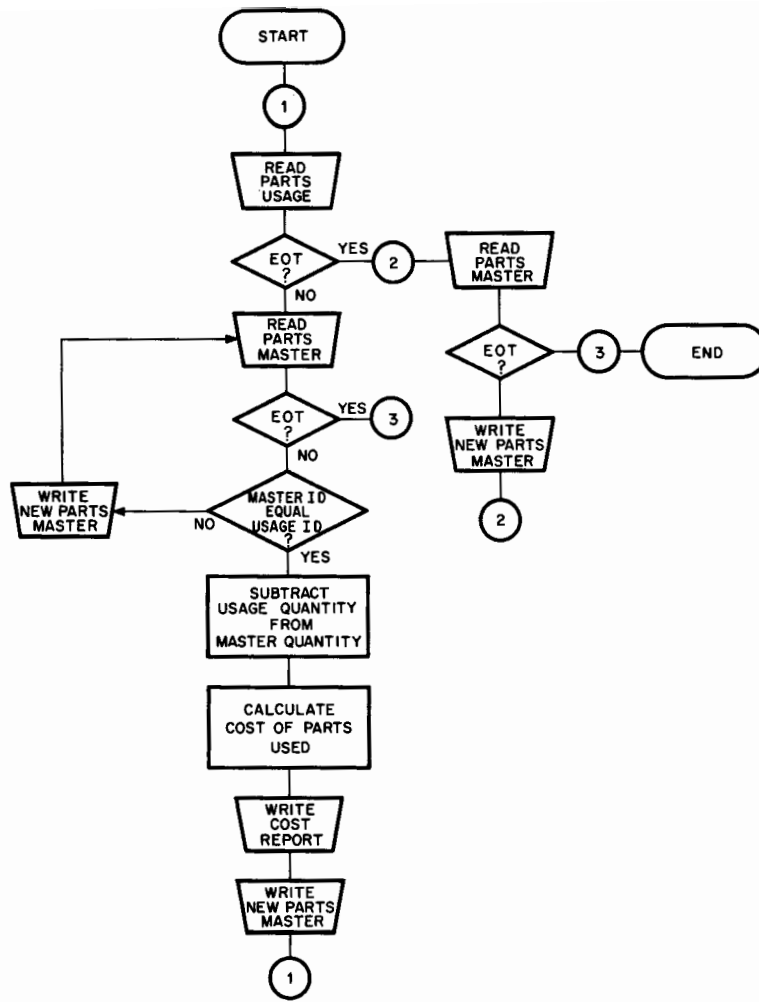 START
1
READ
PARTS
USAGE
EOT
?
YES
NO
2
READ
PARTS
MASTER
EOT
?
3
END
WRITE
NEW PARTS
MASTER
2
READ
PARTS
MASTER
EOT
?
YES
NO
3
MASTER ID
EQUAL
USAGE ID
?
NO
YES
WRITE
NEW PARTS
MASTER
SUBTRACT
USAGE QUANTITY
FROM
MASTER QUANTITY
CALCULATE
COST OF PARTS
USED
WRITE
COST
REPORT
WRITE
NEW PARTS
MASTER
1